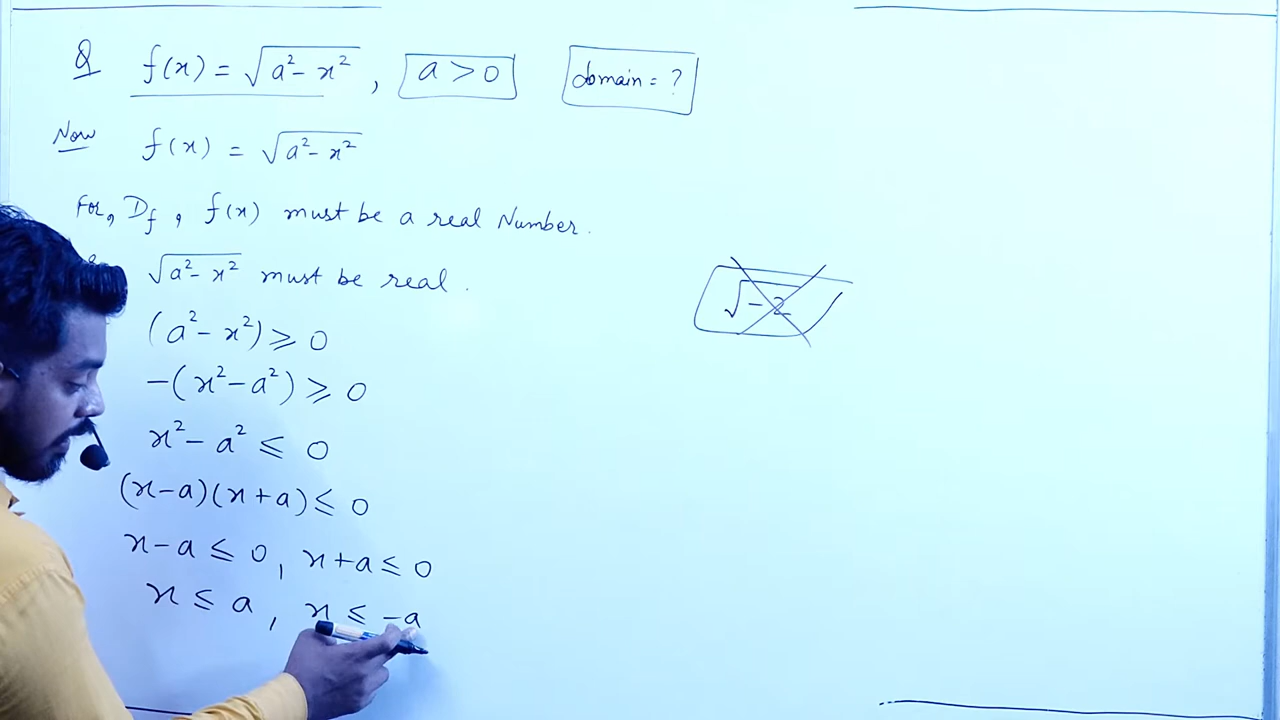 Q f(x) = √a²-x² , a > 0 domain = ?
Now f(x) = √a²-x²
For, Df , f(x) must be a real Number.
√a²-x² must be real.
√-2
(a²-x²) ⩾ 0
-(x²-a²) ⩾ 0
x²-a² ⩽ 0
(x-a)(x+a) ⩽ 0
x-a ⩽ 0, x+a ⩽ 0
x ⩽ a, x ⩽ -a